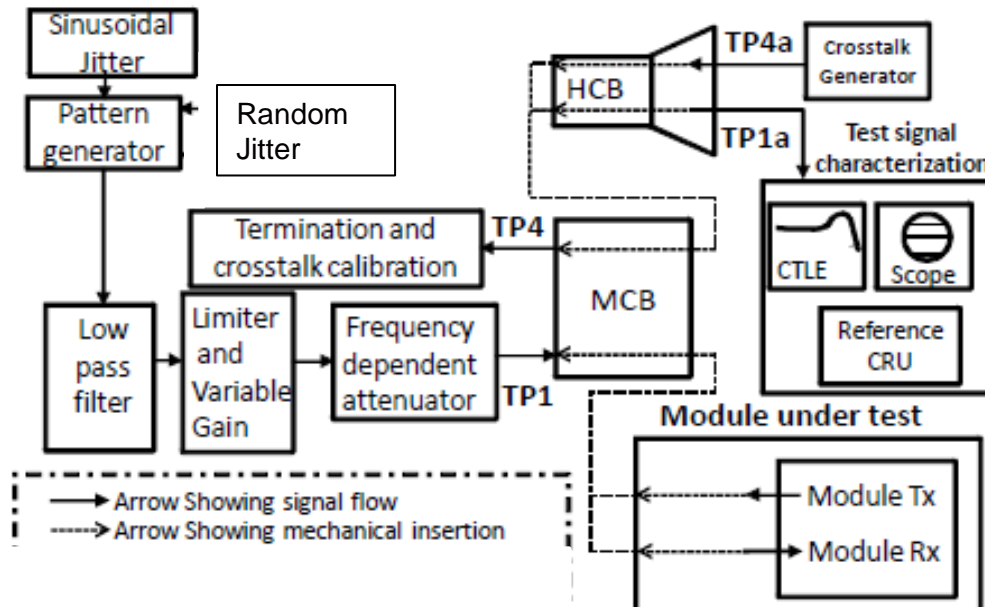 Sinusoidal
Jitter
Pattern
generator
Random
Jitter
HCB
TP4a
Crosstalk
Generator
TP1a
Test signal
characterization
Termination and
crosstalk calibration
TP4
MCB
CTLE
Scope
Reference
CRU
Low
pass
filter
Limiter
and
Variable
Gain
Frequency
dependent
attenuator
TP1
Module under test
Module Tx
Module Rx
Arrow Showing signal flow
Arrow Showing mechanical insertion